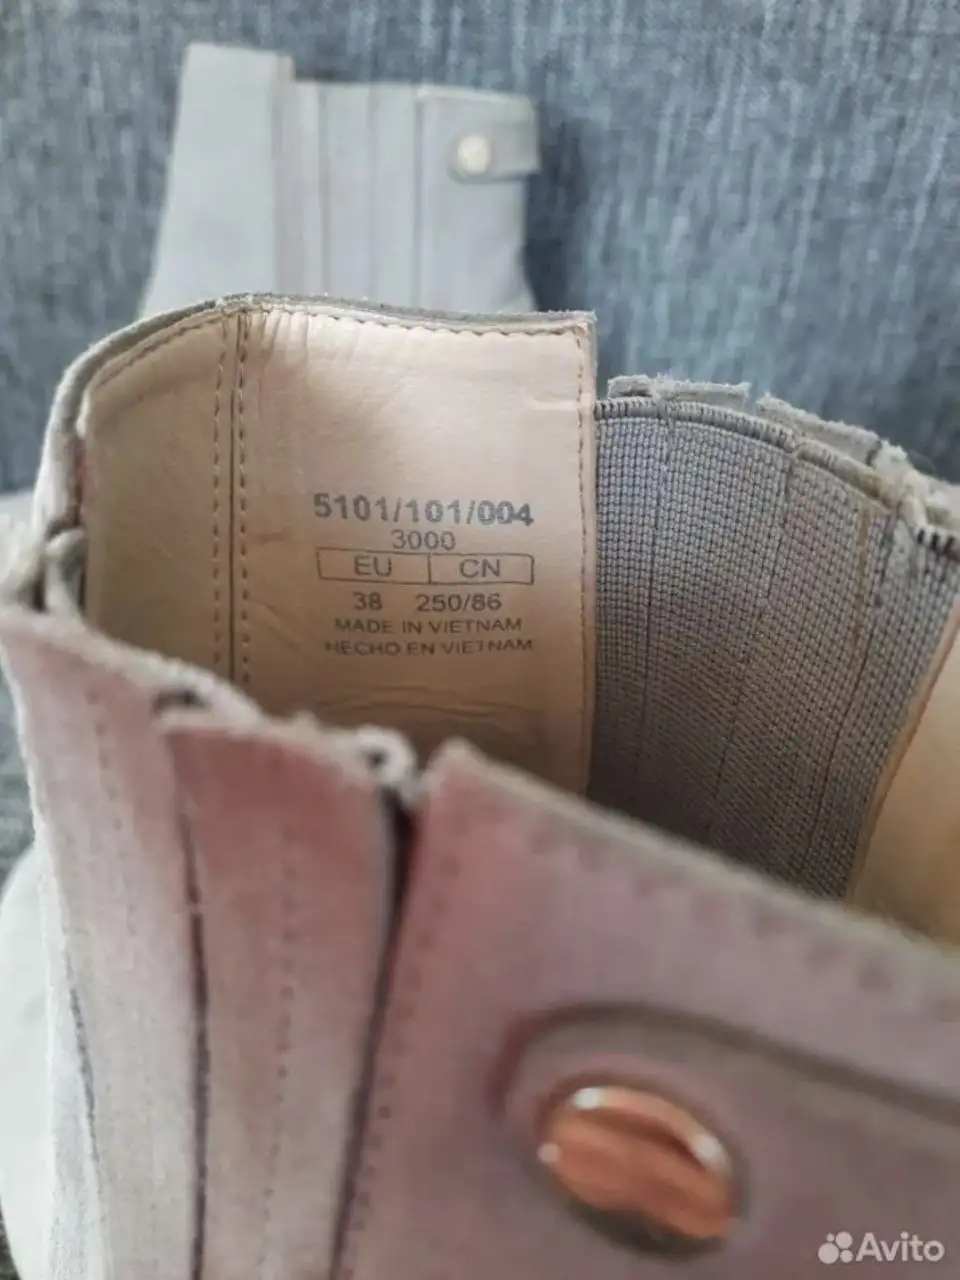 5101/101/004
3000
EU CN
38 250/86
MADE IN VIETNAM
HECHO EN VIETNAM
Avito